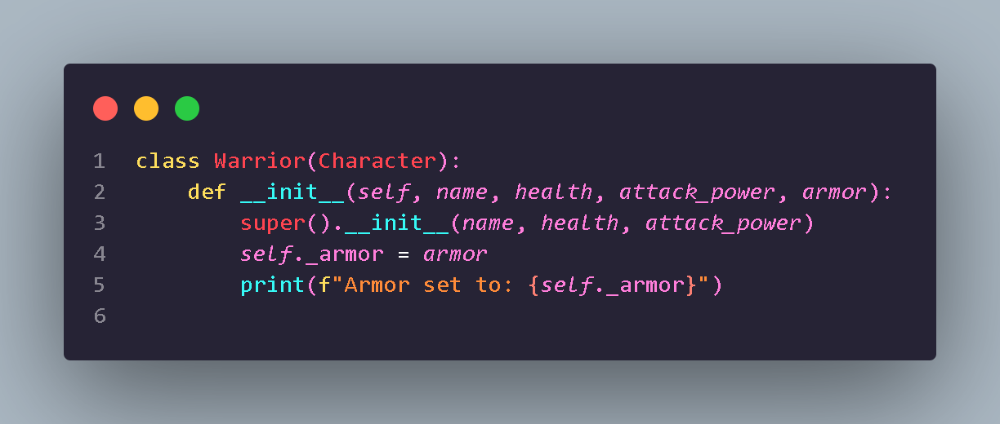 1 class Warrior(Character):
2     def __init__(self, name, health, attack_power, armor):
3         super().__init__(name, health, attack_power)
4         self._armor = armor
5         print(f"Armor set to: {self._armor}")
6